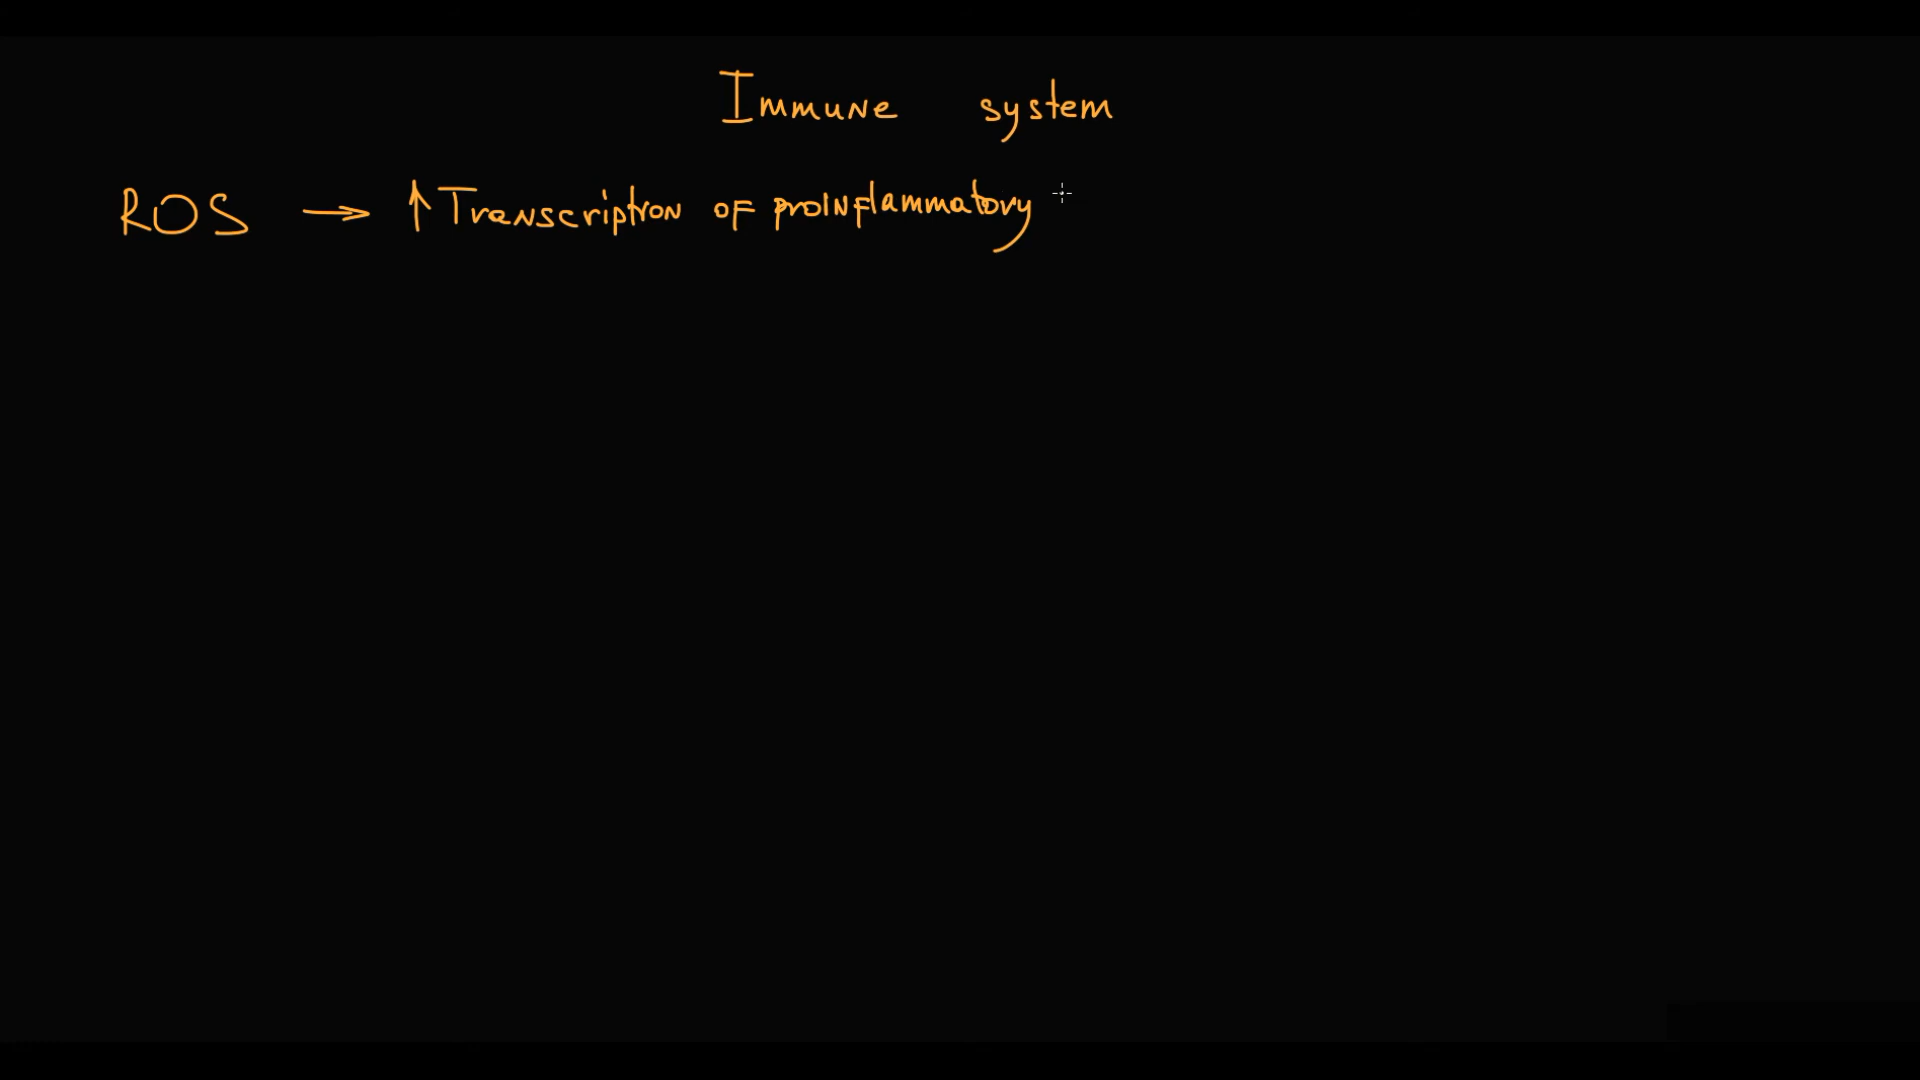 Immune system
ROS → ↑ Transcription of proinflammatory